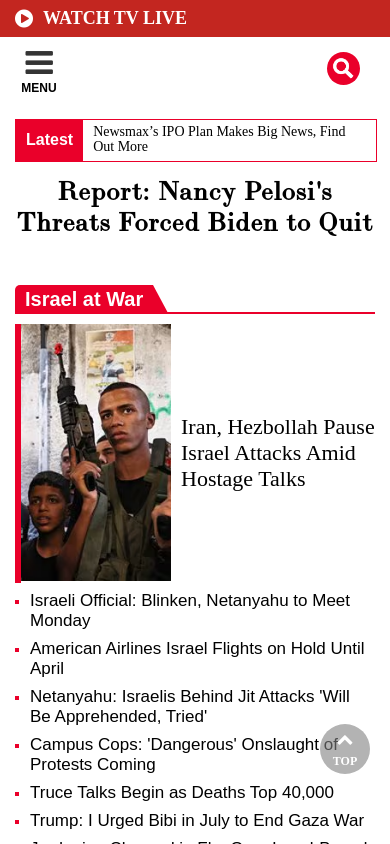 WATCH TV LIVE
MENU
Latest
Newsmax’s IPO Plan Makes Big News, Find
Out More
Report: Nancy Pelosi's
Threats Forced Biden to Quit
Israel at War
Iran, Hezbollah Pause
Israel Attacks Amid
Hostage Talks
Israeli Official: Blinken, Netanyahu to Meet
Monday
American Airlines Israel Flights on Hold Until
April
Netanyahu: Israelis Behind Jit Attacks 'Will
Be Apprehended, Tried'
Campus Cops: 'Dangerous' Onslaught of
Protests Coming
TOP
Truce Talks Begin as Deaths Top 40,000
Trump: I Urged Bibi in July to End Gaza War